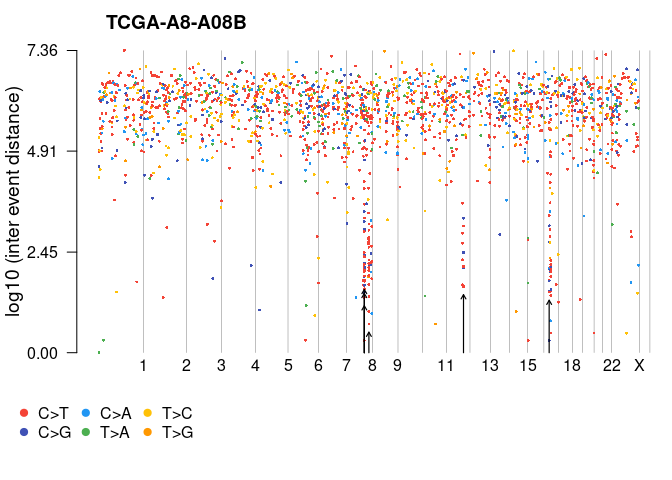 TCGA-A8-A08B
7.36
4.91
2.45
0.00
log10 (inter event distance)
1 2 3 4 5 6 7 8 9 11 13 15 18 22 X
C>T C>A T>C
C>G T>A T>G